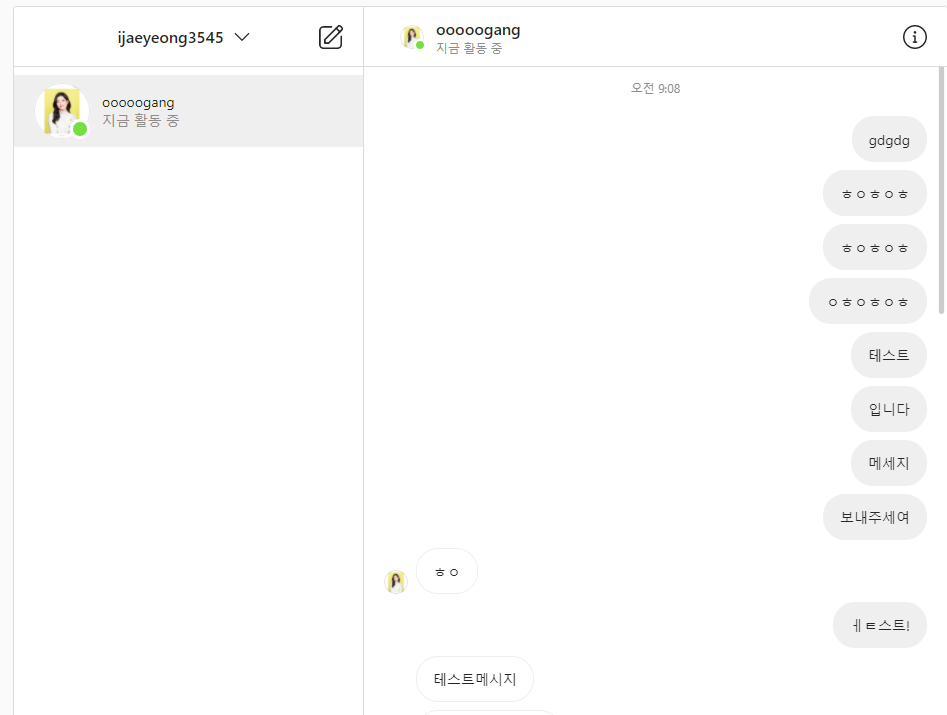 ijaeyeong3545
ooooogang
지금 활동 중
ooooogang
지금 활동 중
오전 9:08
gdgdg
ㅎㅇㅎㅇㅎ
ㅎㅇㅎㅇㅎ
ㅇㅎㅇㅎㅇㅎ
테스트
입니다
메세지
보내주세여
ㅎㅇ
ㅔㅌ스트!
테스트메시지